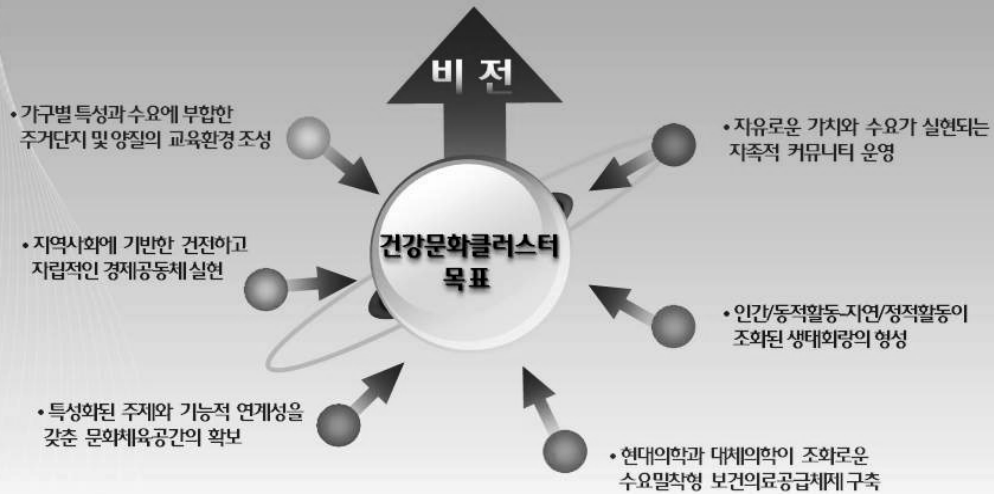 비 전
• 가구별 특성과 수요에 부합한
주거단지 및 양질의 교육환경 조성
• 자유로운 가치와 수요가 실현되는
자족적 커뮤니티 운영
건강문화클러스터
목표
• 지역사회에 기반한 건전하고
자립적인 경제공동체 실현
• 인간/동적활동-자연/정적활동이
조화된 생태회랑의 형성
• 특성화된 주제와 기능적 연계성을
갖춘 문화체육공간의 확보
• 현대의학과 대체의학이 조화로운
수요밀착형 보건의료공급체제 구축